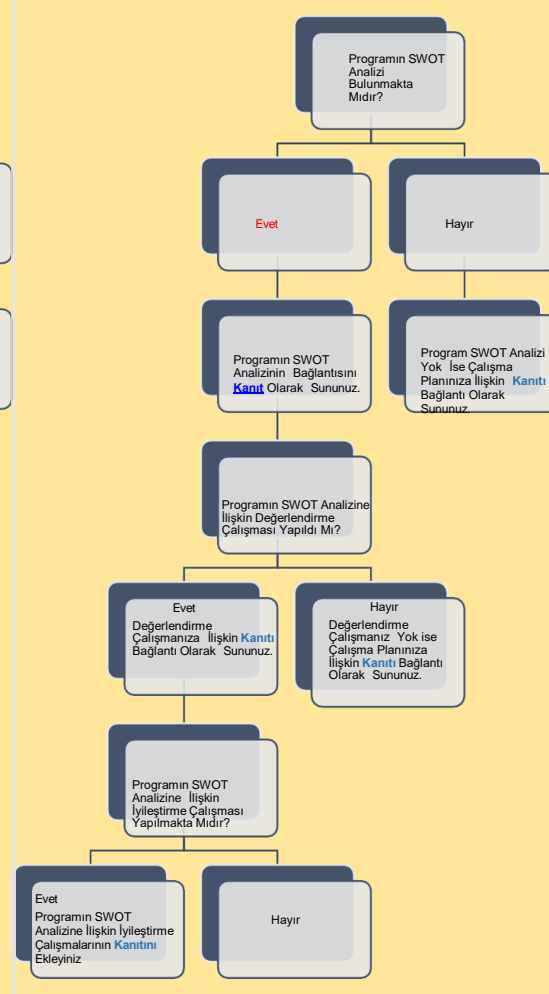 Programın SWOT
Analizi
Bulunmakta
Mıdır?
Evet
Hayır
Programın SWOT
Analizinin Bağlantısını
Kanıt Olarak Sununuz.
Program SWOT Analizi
Yok İse Çalışma
Planınıza İlişkin Kanıtı
Bağlantı Olarak
Sununuz.
Programın SWOT Analizine
İlişkin Değerlendirme
Çalışması Yapıldı Mı?
Evet
Değerlendirme
Çalışmanıza İlişkin Kanıtı
Bağlantı Olarak Sununuz.
Hayır
Değerlendirme
Çalışmanız Yok ise
Çalışma Planınıza
İlişkin Kanıtı Bağlantı
Olarak Sununuz.
Programın SWOT
Analizine İlişkin
İyileştirme Çalışması
Yapılmakta Mıdır?
Evet
Programın SWOT
Analizine İlişkin İyileştirme
Çalışmalarının Kanıtını
Ekleyiniz
Hayır